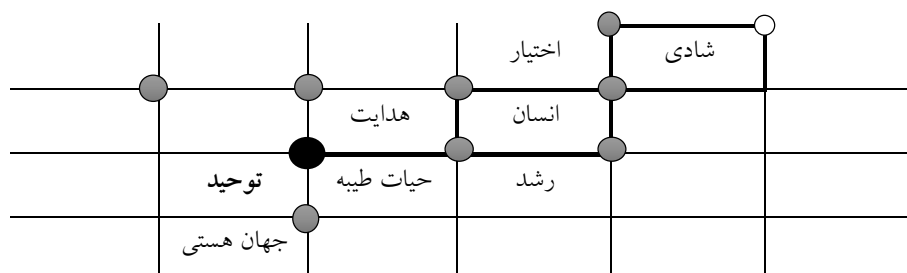 شادی
اختیار
انسان
هدایت
رشد
حیات طیبه
توحید
جهان هستی